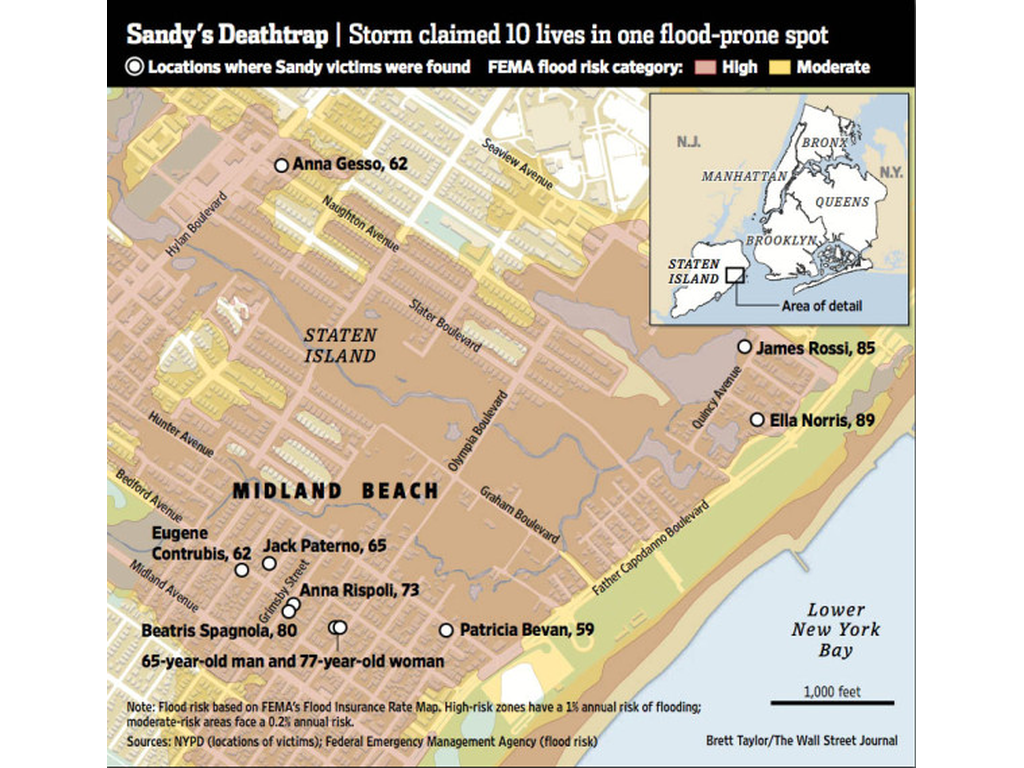 Sandy's Deathtrap | Storm claimed 10 lives in one flood-prone spot
Locations where Sandy victims were found FEMA flood risk category: High Moderate
N.J.
BRONX
MANHATTAN
N.Y.
QUEENS
BROOKLYN
STATEN
ISLAND
Area of detail
Seaview Avenue
Anna Gesso, 62
Hylan Boulevard
Naughton Avenue
Slater Boulevard
STATEN
ISLAND
James Rossi, 85
Quincy Avenue
Ella Norris, 89
Olympia Boulevard
Hunter Avenue
Bedford Avenue
MIDLAND BEACH
Graham Boulevard
Father Capodanno Boulevard
Eugene
Contrubis, 62
Jack Paterno, 65
Midland Avenue
Grimsby Street
Anna Rispoli, 73
Beatris Spagnola, 80
Patricia Bevan, 59
65-year-old man and 77-year-old woman
Lower
New York
Bay
1,000 feet
Note: Flood risk based on FEMA's Flood Insurance Rate Map. High-risk zones have a 1% annual risk of flooding;
moderate-risk areas face a 0.2% annual risk.
Sources: NYPD (locations of victims); Federal Emergency Management Agency (flood risk)
Brett Taylor/The Wall Street Journal